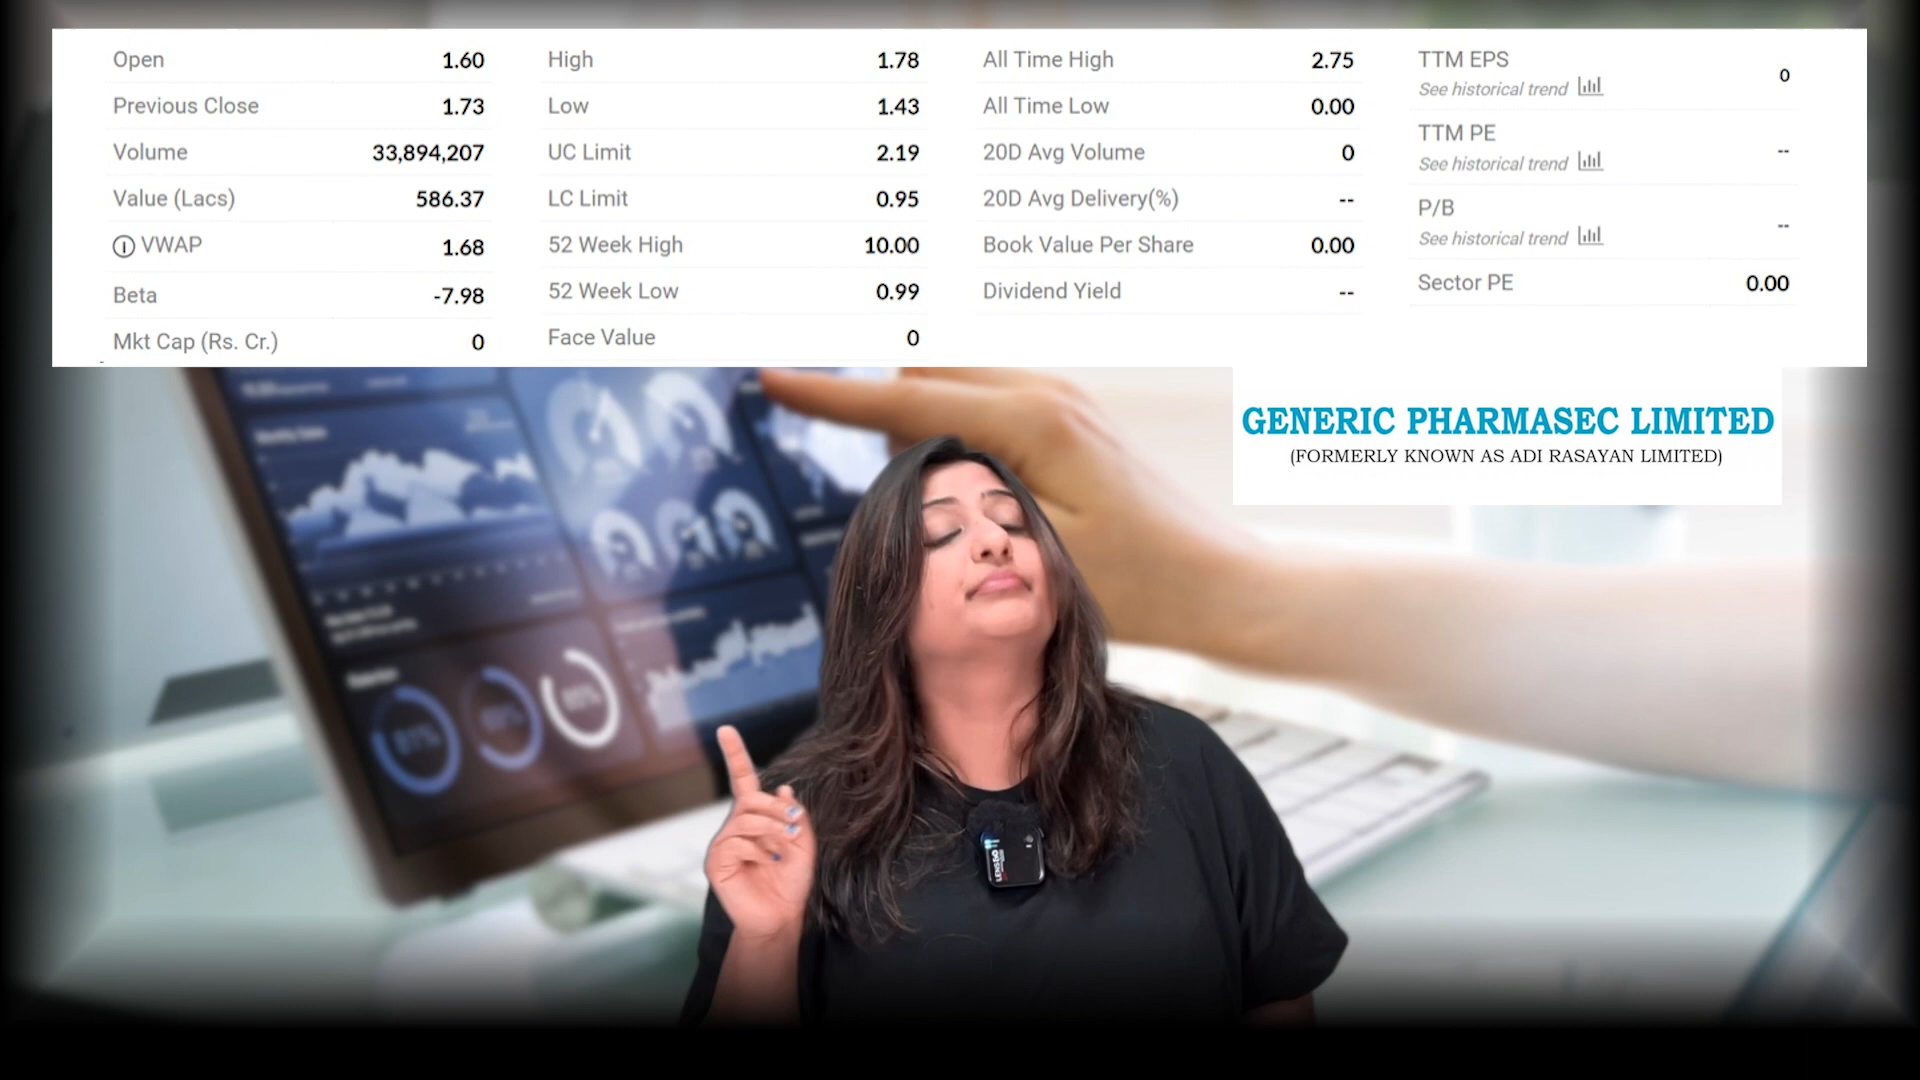 Open 1.60
Previous Close 1.73
Volume 33,894,207
Value (Lacs) 586.37
VWAP 1.68
Beta -7.98
Mkt Cap (Rs. Cr.) 0
High 1.78
Low 1.43
UC Limit 2.19
LC Limit 0.95
52 Week High 10.00
52 Week Low 0.99
Face Value 0
All Time High 2.75
All Time Low 0.00
20D Avg Volume 0
20D Avg Delivery(%) --
Book Value Per Share 0.00
Dividend Yield --
TTM EPS 0
See historical trend
TTM PE --
See historical trend
P/B --
See historical trend
Sector PE 0.00
GENERIC PHARMASEC LIMITED
(FORMERLY KNOWN AS ADI RASAYAN LIMITED)
81%